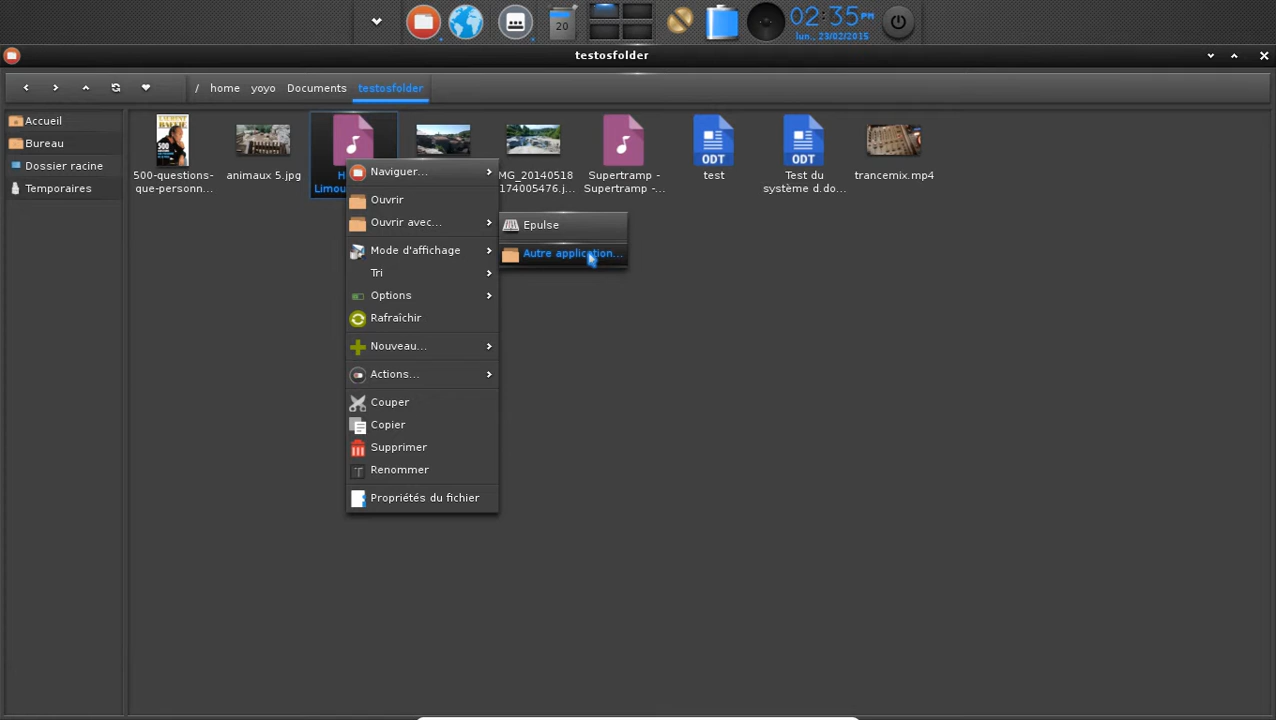 20
02:35 PM
lun., 23/02/2015
testosfolder
/ home yoyo Documents testosfolder
Accueil
Bureau
Dossier racine
Temporaires
500-questions-
que-personn...
animaux 5.jpg
H
Limou
MG_20140518
174005476.j...
Supertramp -
Supertramp -...
ODT
test
ODT
Test du
système d.do...
trancemix.mp4
Naviguer...
Ouvrir
Ouvrir avec...
Mode d'affichage
Tri
Options
Rafraîchir
Nouveau...
Actions...
Couper
Copier
Supprimer
Renommer
Propriétés du fichier
Epulse
Autre application...